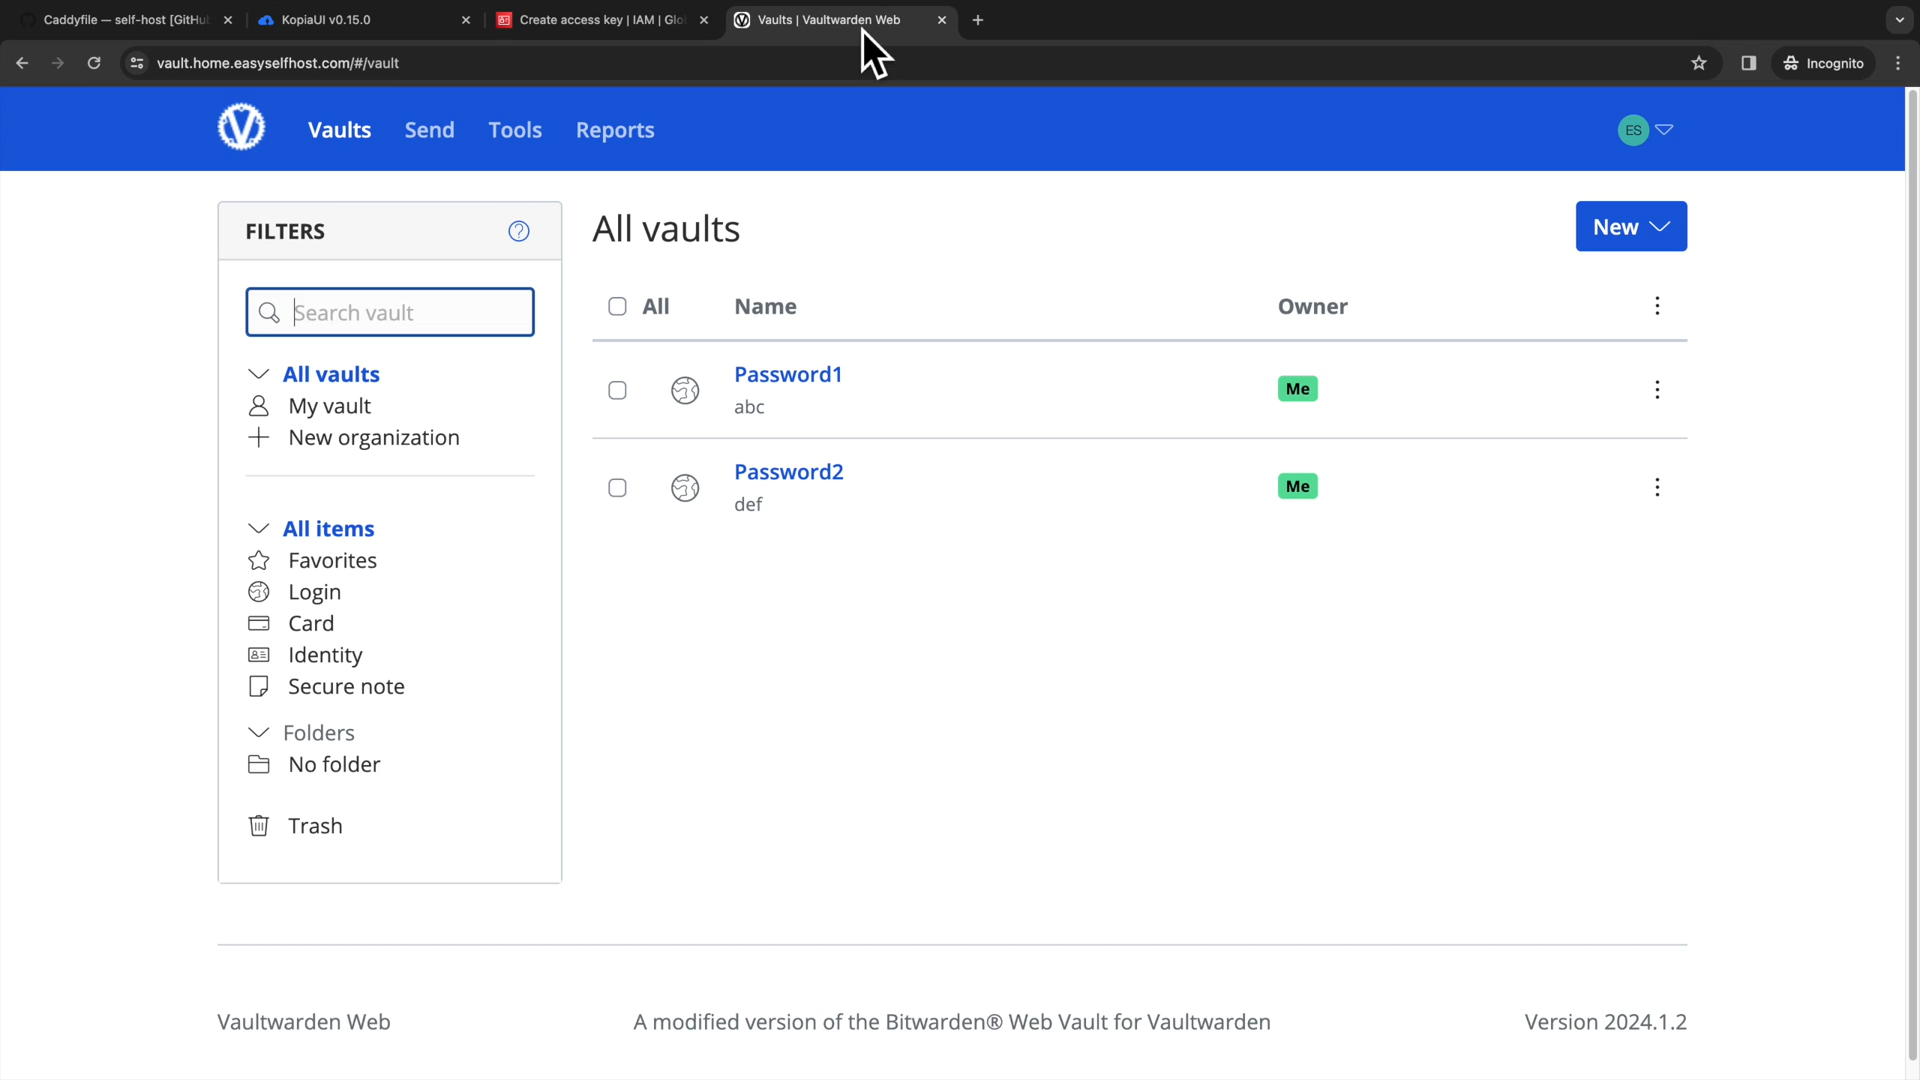 Caddyfile — self-host [GitHu
KopiaUI v0.15.0
Create access key | IAM | Glo
Vaults | Vaultwarden Web
vault.home.easyselfhost.com/#/vault
Incognito
Vaults
Send
Tools
Reports
ES
FILTERS
Search vault
All vaults
My vault
New organization
All items
Favorites
Login
Card
Identity
Secure note
Folders
No folder
Trash
All vaults
New
All
Name
Owner
Password1
abc
Me
Password2
def
Me
Vaultwarden Web
A modified version of the Bitwarden® Web Vault for Vaultwarden
Version 2024.1.2